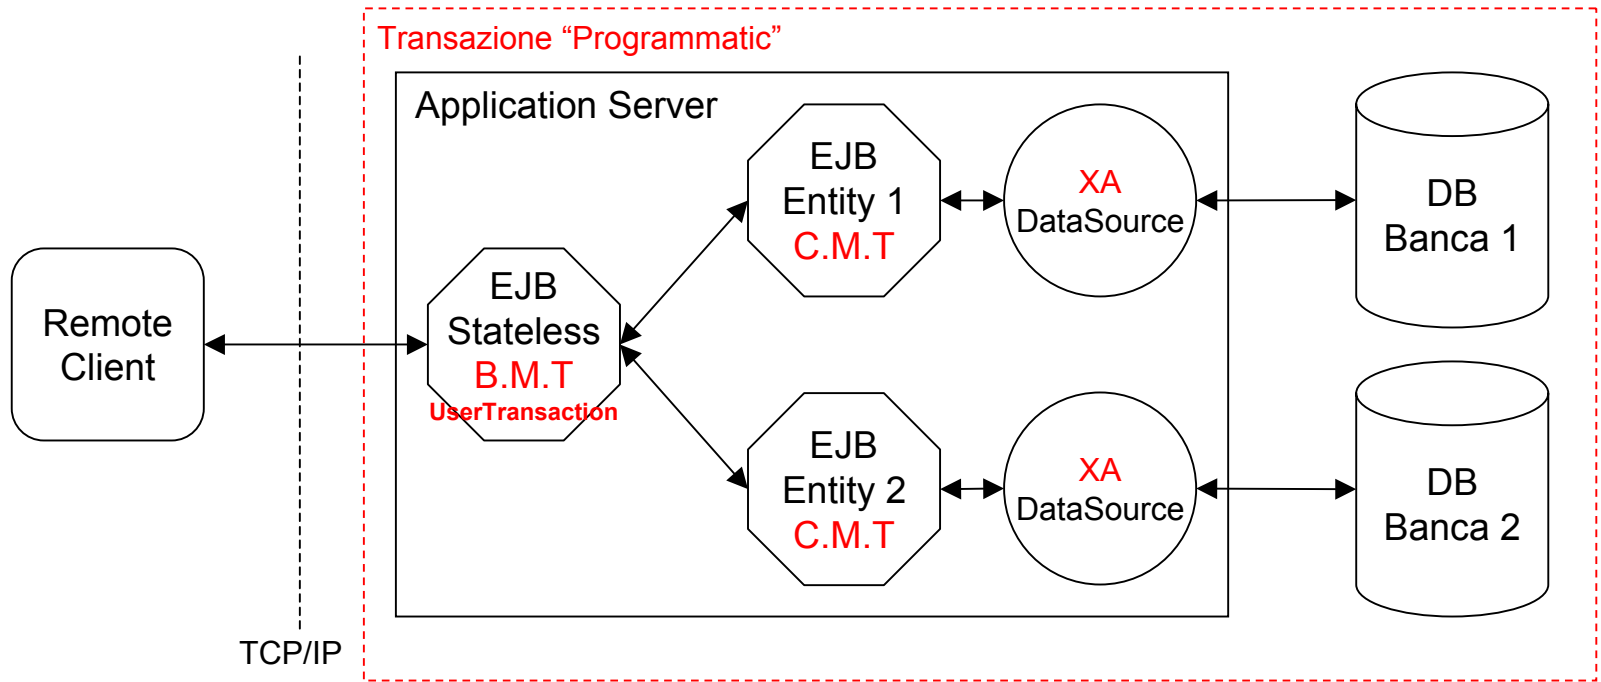 Transazione “Programmatic”
Application Server
Remote
Client
TCP/IP
EJB
Stateless
B.M.T
UserTransaction
EJB
Entity 1
C.M.T
XA
DataSource
DB
Banca 1
EJB
Entity 2
C.M.T
XA
DataSource
DB
Banca 2